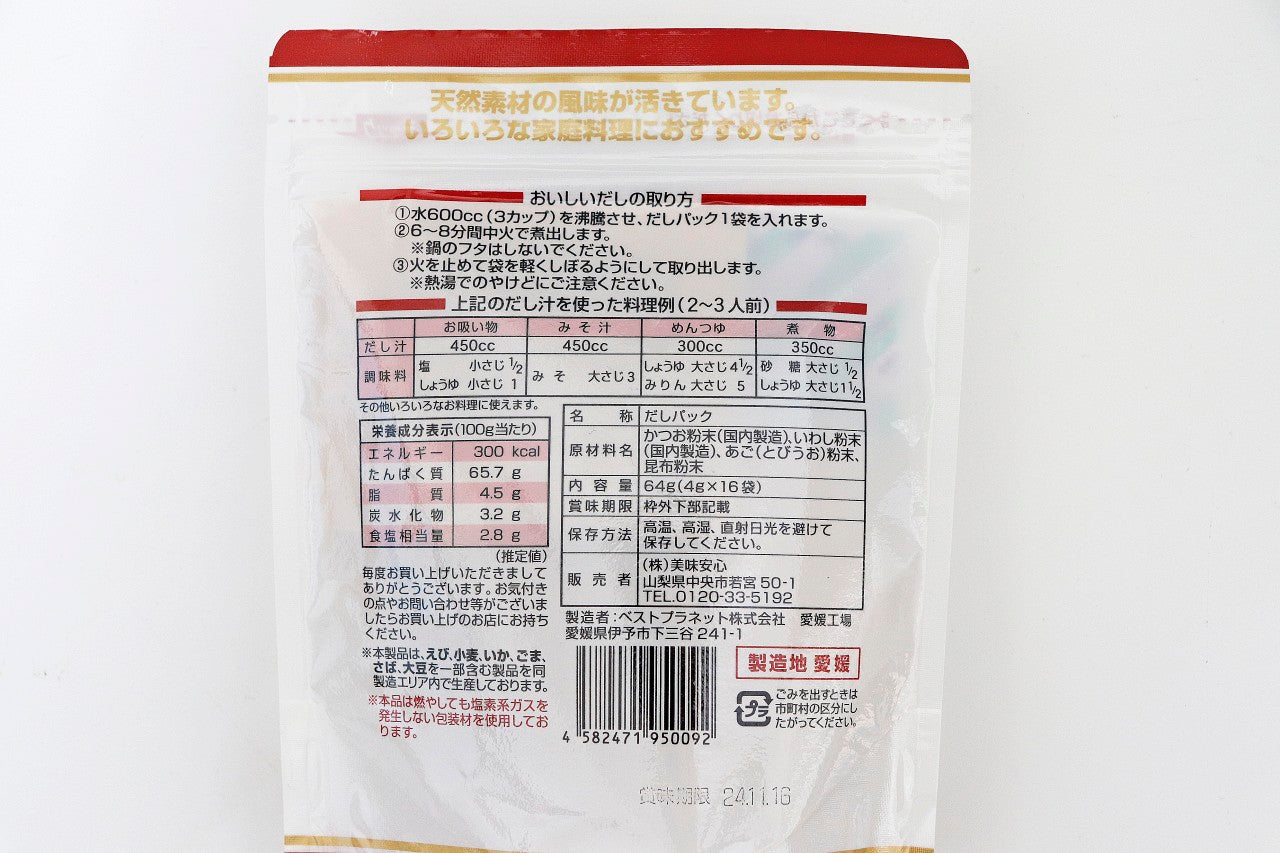 天然素材の風味が活きています。
いろいろな家庭料理におすすめです。
おいしいだしの取り方
①水600cc(3カップ)を沸騰させ、だしパック1袋を入れます。
②6〜8分間中火で煮出します。
※鍋のフタはしないでください。
③火を止めて袋を軽くしぼるようにして取り出します。
※熱湯でのやけどにご注意ください。
上記のだし汁を使った料理例(2〜3人前)
お吸い物 みそ汁 めんつゆ 煮物
だし汁 450cc 450cc 300cc 350cc
調味料 塩 小さじ1/2 しょうゆ 小さじ1 みそ 大さじ3 しょうゆ 大さじ4 1/2 みりん 大さじ5 砂糖 大さじ1/2 しょうゆ 大さじ1 1/2
その他いろいろなお料理に使えます。
栄養成分表示(100g当たり)
エネルギー 300 kcal
たんぱく質 65.7 g
脂質 4.5 g
炭水化物 3.2 g
食塩相当量 2.8 g
(推定値)
毎度お買い上げいただきまして
ありがとうございます。お気付き
の点やお問い合わせ等がございま
したらお買い上げのお店にお持ち
ください。
※本製品は、えび、小麦、いか、ごま、
さば、大豆を一部含む製品を同
製造エリア内で生産しております。
※本品は燃やしても塩素系ガスを
発生しない包装材を使用してお
ります。
名称 だしパック
原材料名 かつお粉末(国内製造)、いわし粉末
(国内製造)、あご(とびうお)粉末、
昆布粉末
内容量 64g(4g×16袋)
賞味期限 枠外下部記載
保存方法 高温、高湿、直射日光を避けて
保存してください。
販売者 (株)美味安心
山梨県中央市若宮50-1
TEL.0120-33-5192
製造者:ベストプラネット株式会社 愛媛工場
愛媛県伊予市下三谷241-1
製造地 愛媛
プラ
ごみを出すときは
市町村の区分にし
たがってください。
4 582471 950092
賞味期限 24.11.16